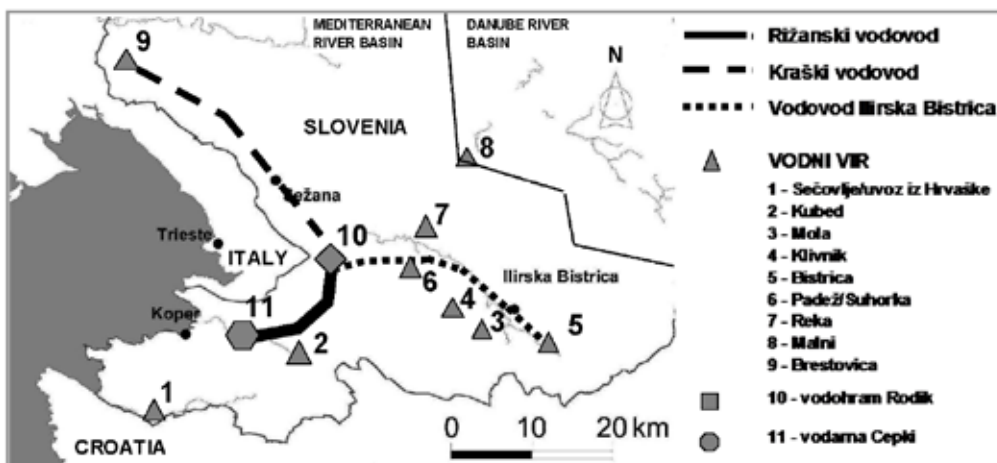 MEDITERRANEAN
RIVER BASIN
DANUBE RIVER
BASIN
9
N
SLOVENIA
8
Sežana
7
Trieste
10
ITALY
6
Ilirska Bistrica
11
4
Koper
3
5
2
1
CROATIA
0 10 20 km
Rižanski vodovod
Kraški vodovod
Vodovod Ilirska Bistrica
VODNI VIR
1 - Sečovlje/uvoz iz Hrvaške
2 - Kubed
3 - Mola
4 - Klivnik
5 - Bistrica
6 - Padež/Suhorka
7 - Reka
8 - Malni
9 - Brestovica
10 - vodohram Rodik
11 - vodarna Cepki